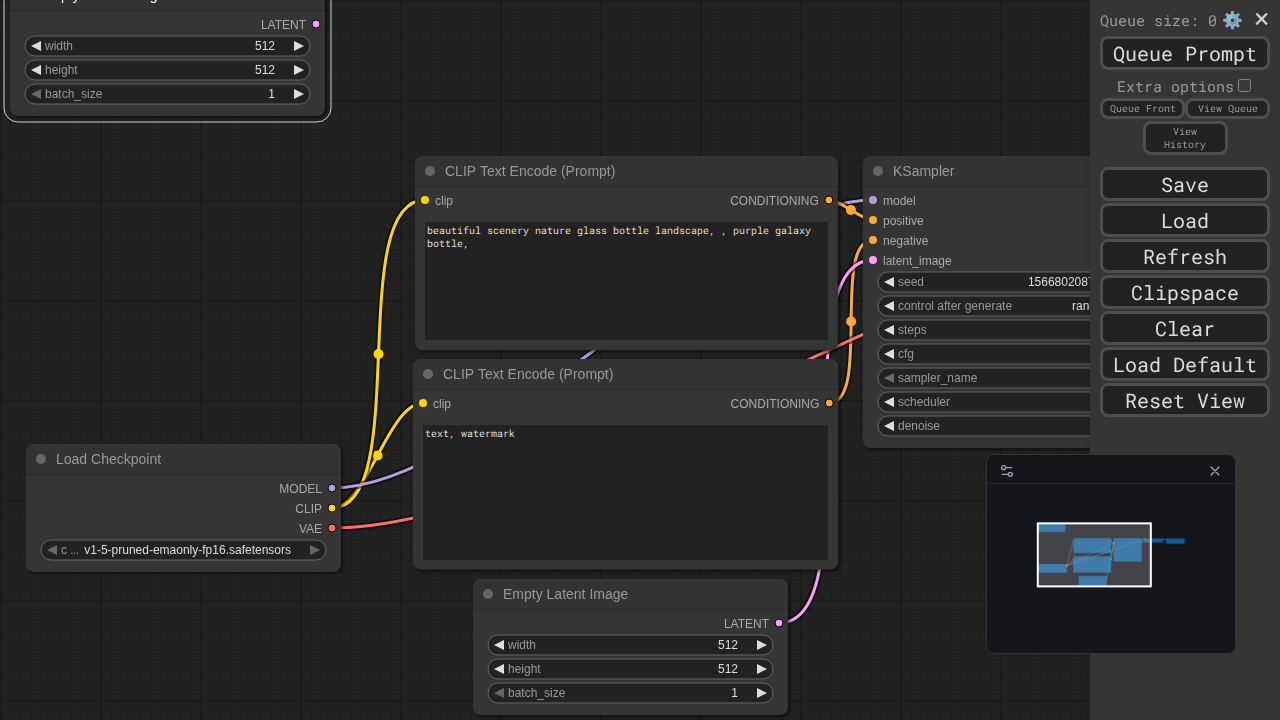 LATENT
width 512
height 512
batch_size 1
CLIP Text Encode (Prompt)
clip CONDITIONING
beautiful scenery nature glass bottle landscape, , purple galaxy
bottle,
CLIP Text Encode (Prompt)
clip CONDITIONING
text, watermark
Load Checkpoint
MODEL
CLIP
VAE
c ... v1-5-pruned-emaonly-fp16.safetensors
Empty Latent Image
LATENT
width 512
height 512
batch_size 1
KSampler
model
positive
negative
latent_image
seed 1566802087
control after generate ran
steps
cfg
sampler_name
scheduler
denoise
Queue size: 0
Queue Prompt
Extra options
Queue Front View Queue
View
History
Save
Load
Refresh
Clipspace
Clear
Load Default
Reset View